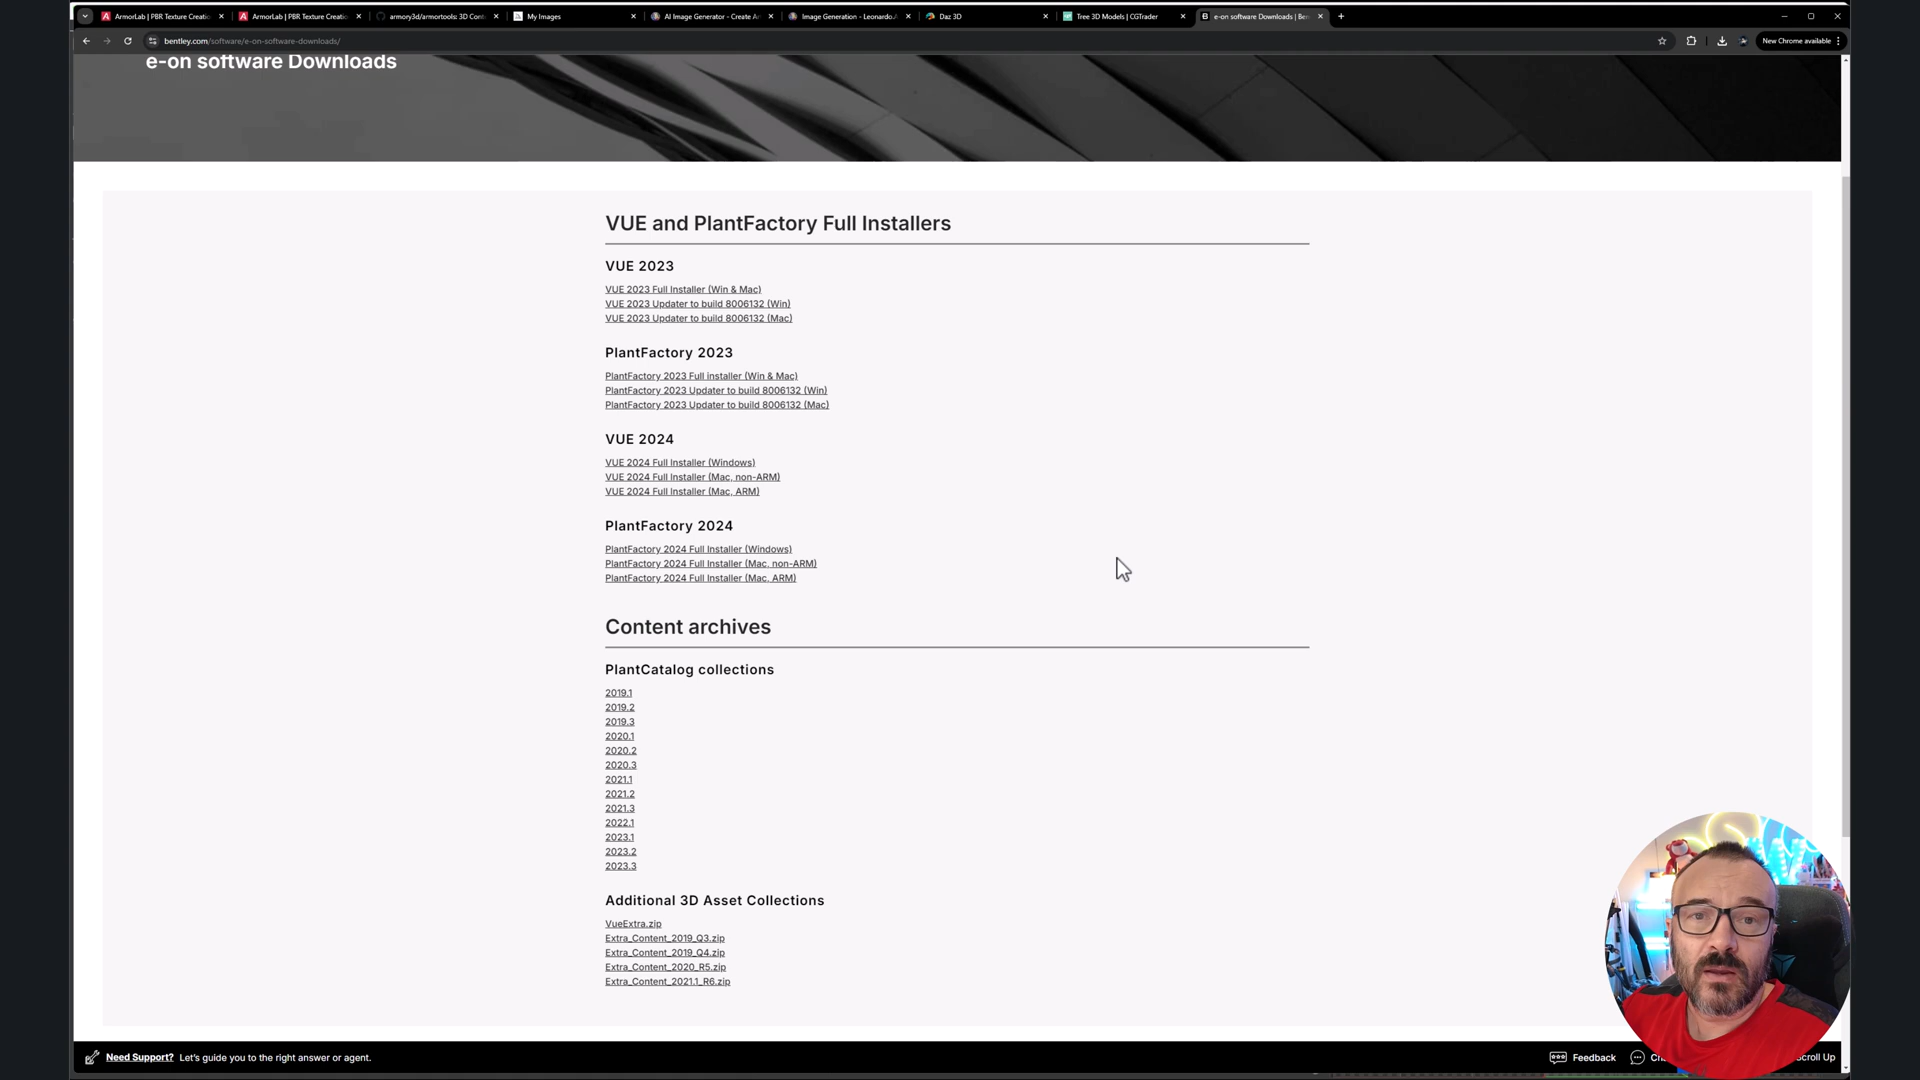 ArmorLab | PBR Texture Creatio
ArmorLab | PBR Texture Creatio
armory3d/armortools: 3D Cont
My Images
AI Image Generator - Create Ar
Image Generation - Leonardo.A
Daz 3D
Tree 3D Models | CGTrader
e-on software Downloads | Ben
bentley.com/software/e-on-software-downloads/
New Chrome available
e-on software Downloads
VUE and PlantFactory Full Installers
VUE 2023
VUE 2023 Full Installer (Win & Mac)
VUE 2023 Updater to build 8006132 (Win)
VUE 2023 Updater to build 8006132 (Mac)
PlantFactory 2023
PlantFactory 2023 Full installer (Win & Mac)
PlantFactory 2023 Updater to build 8006132 (Win)
PlantFactory 2023 Updater to build 8006132 (Mac)
VUE 2024
VUE 2024 Full Installer (Windows)
VUE 2024 Full Installer (Mac, non-ARM)
VUE 2024 Full Installer (Mac, ARM)
PlantFactory 2024
PlantFactory 2024 Full Installer (Windows)
PlantFactory 2024 Full Installer (Mac, non-ARM)
PlantFactory 2024 Full Installer (Mac, ARM)
Content archives
PlantCatalog collections
2019.1
2019.2
2019.3
2020.1
2020.2
2020.3
2021.1
2021.2
2021.3
2022.1
2023.1
2023.2
2023.3
Additional 3D Asset Collections
VueExtra.zip
Extra_Content_2019_Q3.zip
Extra_Content_2019_Q4.zip
Extra_Content_2020_R5.zip
Extra_Content_2021.1_R6.zip
Need Support? Let's guide you to the right answer or agent.
Feedback
Scroll Up